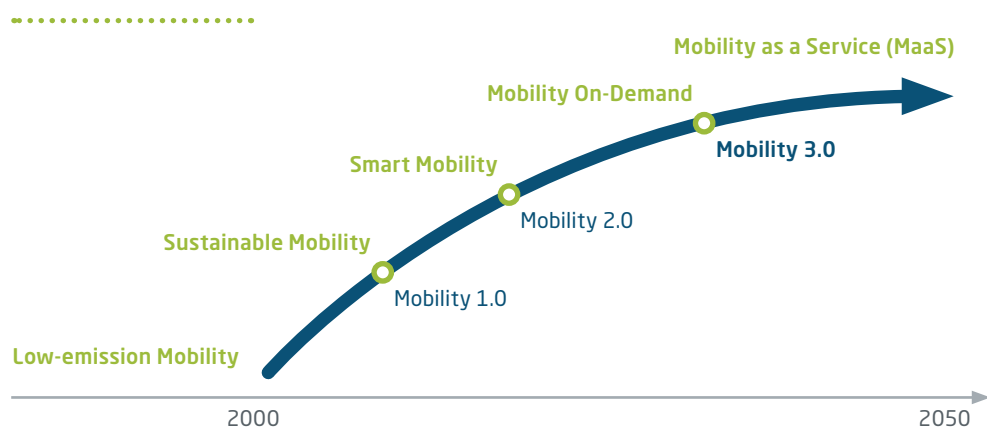 Mobility as a Service (MaaS)
Mobility On-Demand
Mobility 3.0
Smart Mobility
Mobility 2.0
Sustainable Mobility
Mobility 1.0
Low-emission Mobility
2000
2050